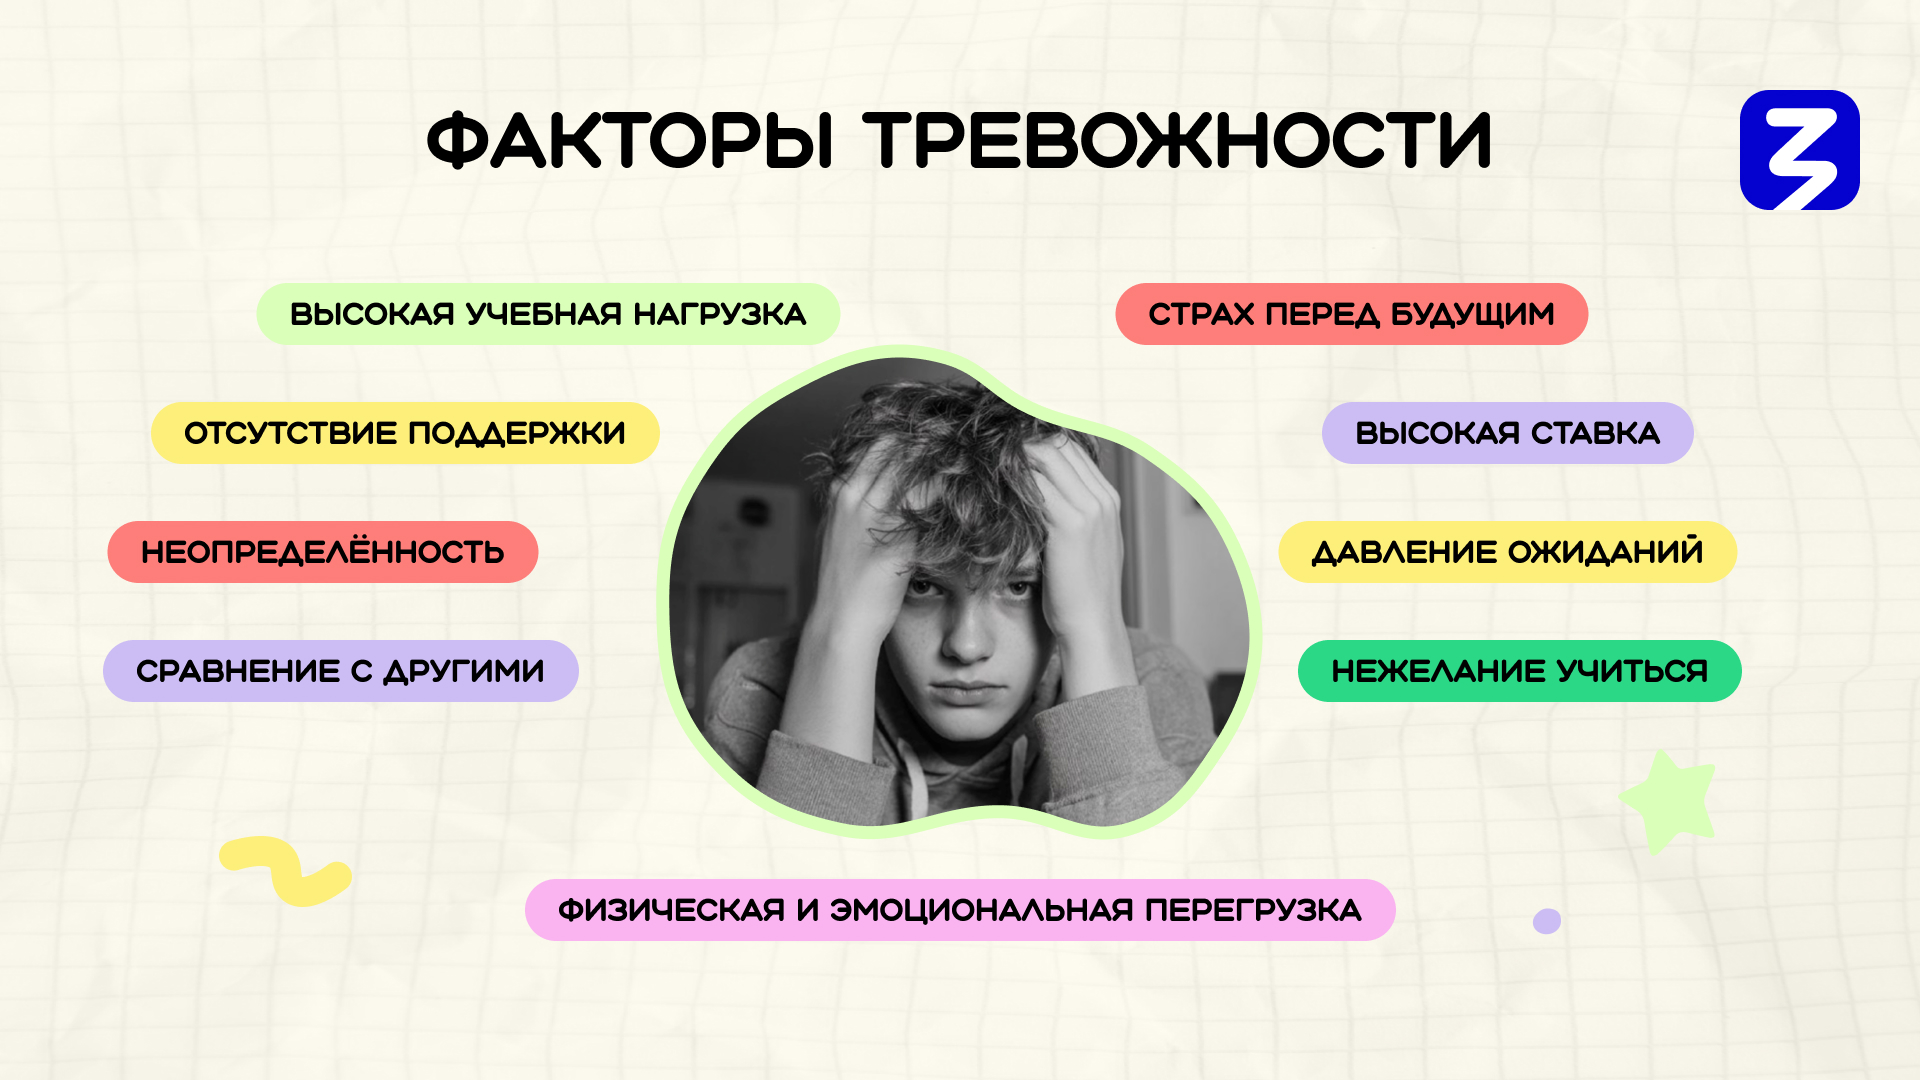 ФАКТОРЫ ТРЕВОЖНОСТИ
ВЫСОКАЯ УЧЕБНАЯ НАГРУЗКА
СТРАХ ПЕРЕД БУДУЩИМ
ОТСУТСТВИЕ ПОДДЕРЖКИ
ВЫСОКАЯ СТАВКА
НЕОПРЕДЕЛЁННОСТЬ
ДАВЛЕНИЕ ОЖИДАНИЙ
СРАВНЕНИЕ С ДРУГИМИ
НЕЖЕЛАНИЕ УЧИТЬСЯ
ФИЗИЧЕСКАЯ И ЭМОЦИОНАЛЬНАЯ ПЕРЕГРУЗКА